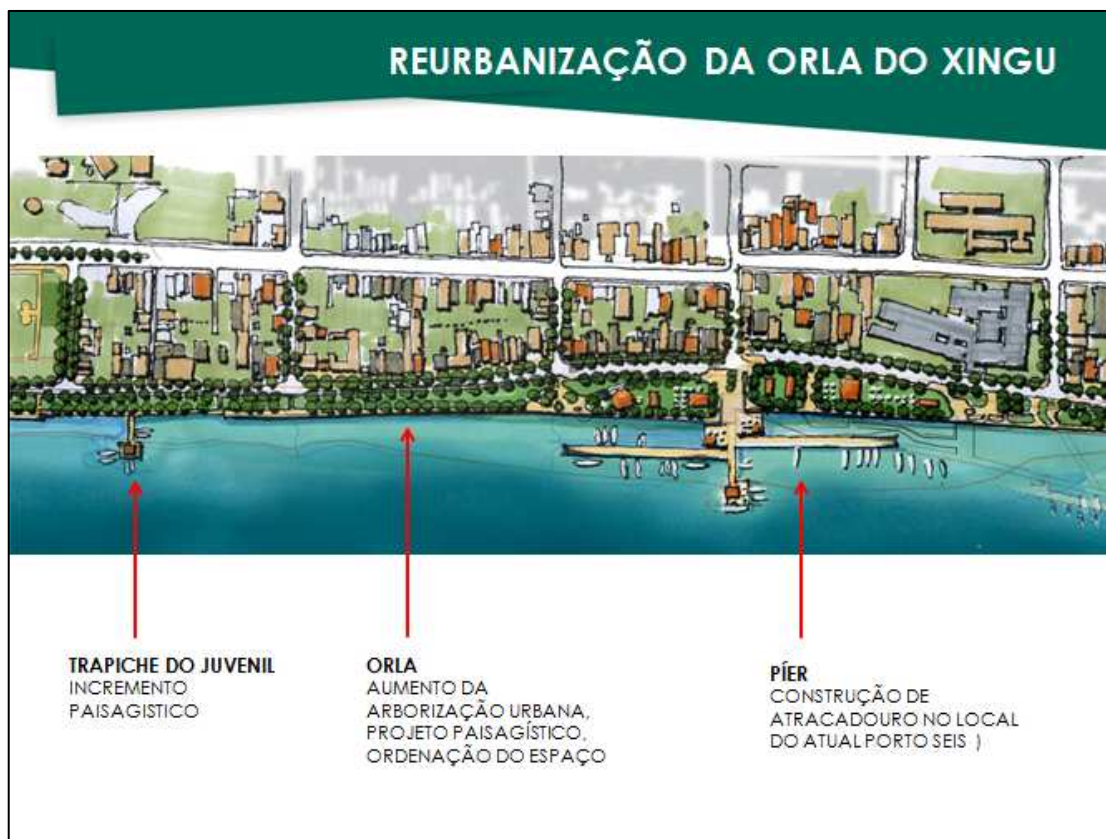 REURBANIZAÇÃO DA ORLA DO XINGU
TRAPICHE DO JUVENIL
INCREMENTO
PAISAGISTICO
ORLA
AUMENTO DA
ARBORIZAÇÃO URBANA,
PROJETO PAISAGÍSTICO,
ORDENAÇÃO DO ESPAÇO
PÍER
CONSTRUÇÃO DE
ATRACADOURO NO LOCAL
DO ATUAL PORTO SEIS )